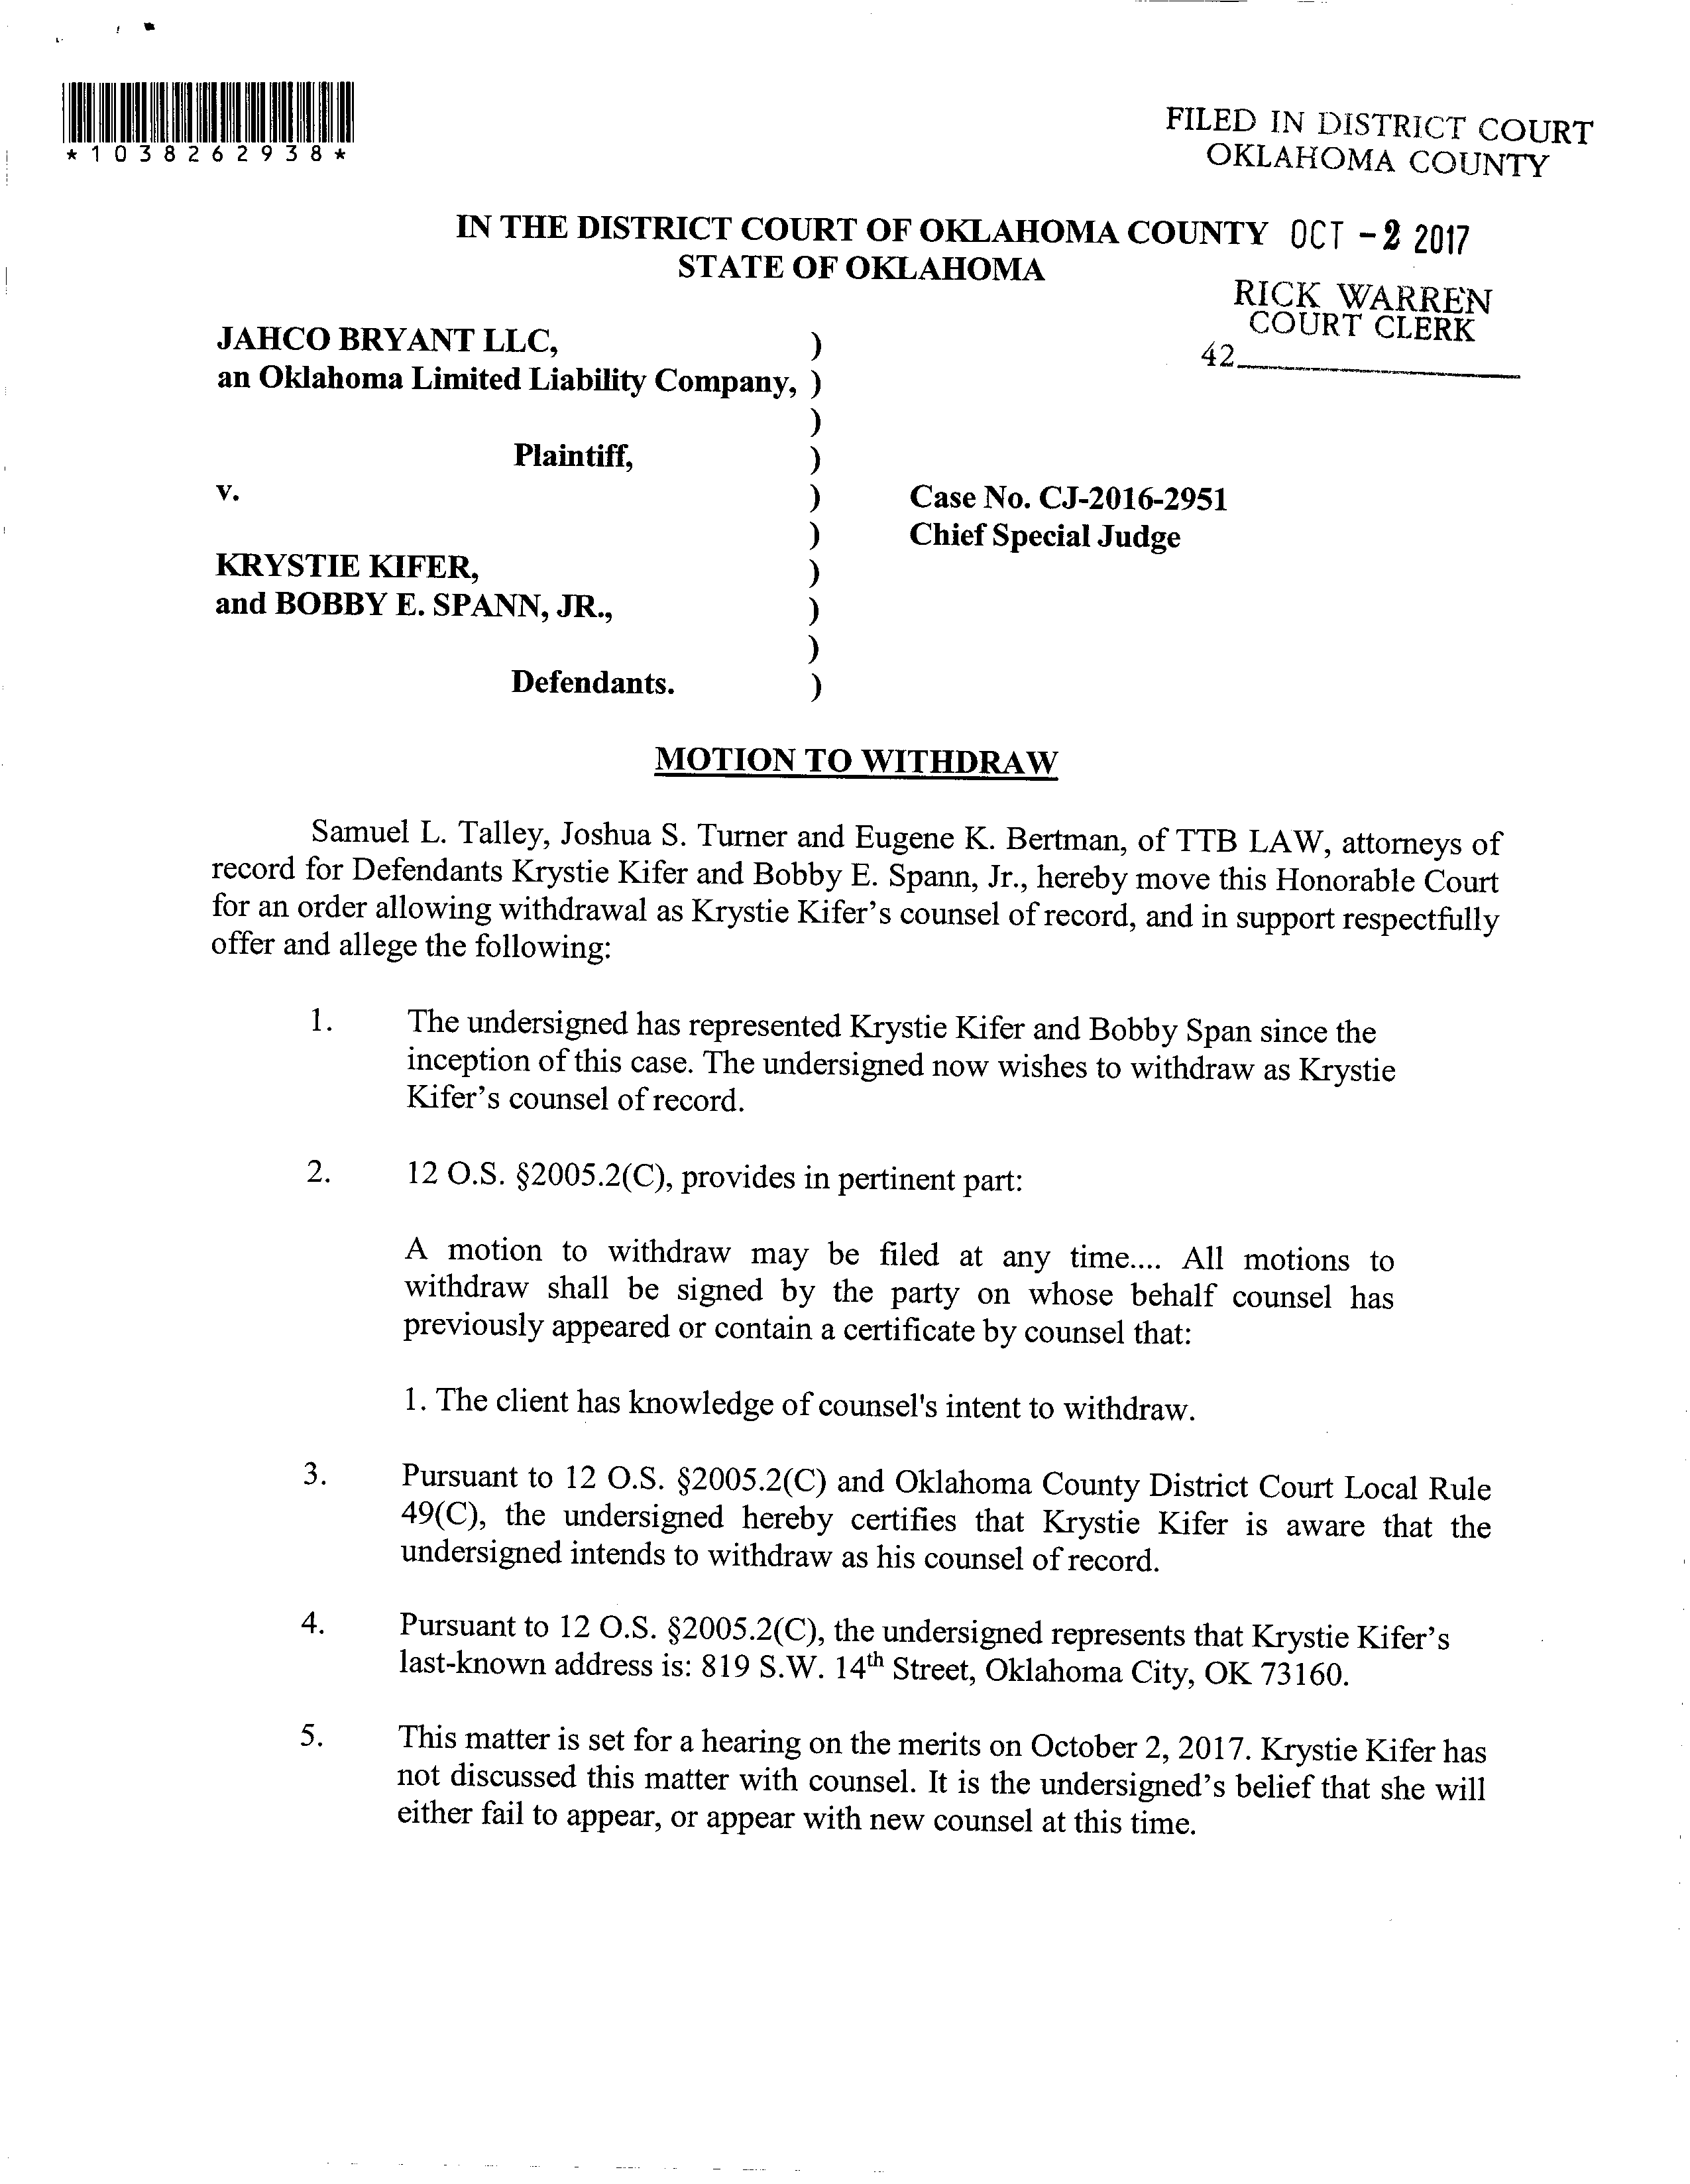 *1038262938*
FILED IN DISTRICT COURT
OKLAHOMA COUNTY
IN THE DISTRICT COURT OF OKLAHOMA COUNTY OCT - 2 2017
STATE OF OKLAHOMA
RICK WARREN
COURT CLERK
42
JAHCO BRYANT LLC, )
an Oklahoma Limited Liability Company, )
)
Plaintiff, )
v. ) Case No. CJ-2016-2951
) Chief Special Judge
KRYSTIE KIFER, )
and BOBBY E. SPANN, JR., )
)
Defendants. )
MOTION TO WITHDRAW
Samuel L. Talley, Joshua S. Turner and Eugene K. Bertman, of TTB LAW, attorneys of
record for Defendants Krystie Kifer and Bobby E. Spann, Jr., hereby move this Honorable Court
for an order allowing withdrawal as Krystie Kifer’s counsel of record, and in support respectfully
offer and allege the following:
1. The undersigned has represented Krystie Kifer and Bobby Span since the
inception of this case. The undersigned now wishes to withdraw as Krystie
Kifer’s counsel of record.
2. 12 O.S. §2005.2(C), provides in pertinent part:
A motion to withdraw may be filed at any time.... All motions to
withdraw shall be signed by the party on whose behalf counsel has
previously appeared or contain a certificate by counsel that:
1. The client has knowledge of counsel's intent to withdraw.
3. Pursuant to 12 O.S. §2005.2(C) and Oklahoma County District Court Local Rule
49(C), the undersigned hereby certifies that Krystie Kifer is aware that the
undersigned intends to withdraw as his counsel of record.
4. Pursuant to 12 O.S. §2005.2(C), the undersigned represents that Krystie Kifer’s
last-known address is: 819 S.W. 14th Street, Oklahoma City, OK 73160.
5. This matter is set for a hearing on the merits on October 2, 2017. Krystie Kifer has
not discussed this matter with counsel. It is the undersigned’s belief that she will
either fail to appear, or appear with new counsel at this time.